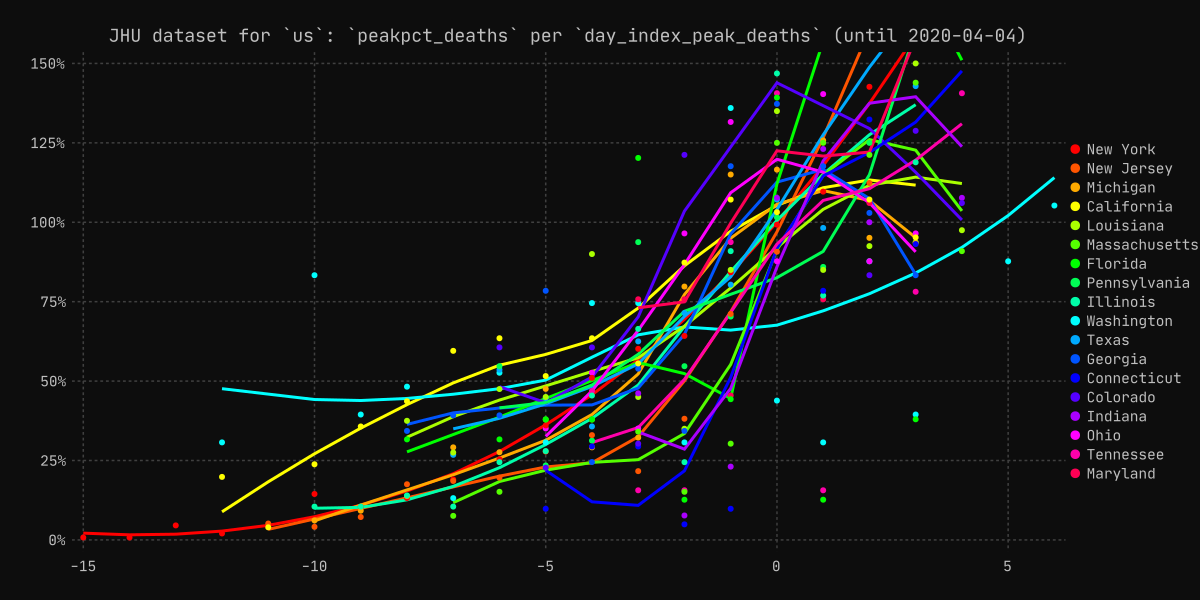 JHU dataset for `us`: `peakpct_deaths` per `day_index_peak_deaths` (until 2020-04-04)
150%
125%
100%
75%
50%
25%
0%
-15
-10
-5
0
5
New York
New Jersey
Michigan
California
Louisiana
Massachusetts
Florida
Pennsylvania
Illinois
Washington
Texas
Georgia
Connecticut
Colorado
Indiana
Ohio
Tennessee
Maryland